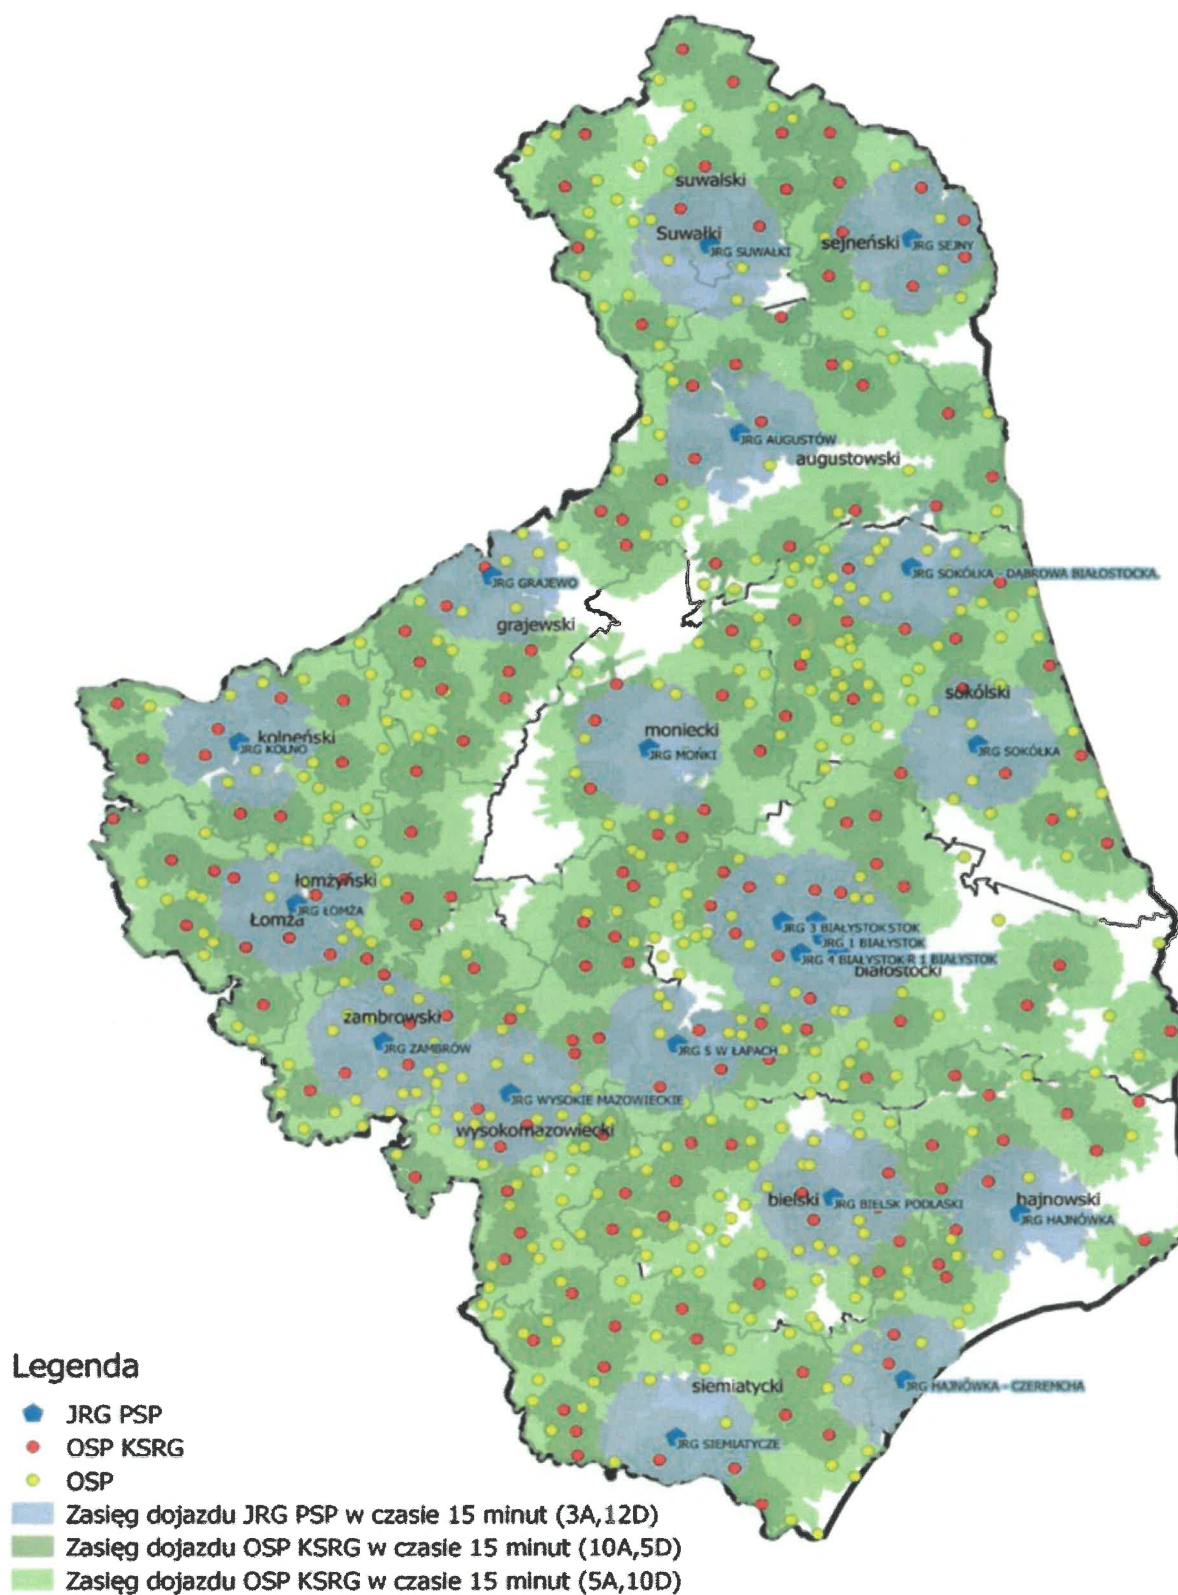 suwalski
Suwałki
JRG SUWAŁKI
sejneński
JRG SEJNY
JRG AUGUSTÓW
augustowski
JRG GRAJEWO
grajewski
JRG SOKÓŁKA - DĄBROWA BIAŁOSTOCKA
sokólski
JRG SOKÓŁKA
kolneński
JRG KOLNO
moniecki
JRG MOŃKI
łomżyński
JRG ŁOMŻA
Łomża
JRG 3 BIAŁYSTOK STOK
JRG 1 BIAŁYSTOK
JRG 4 BIAŁYSTOK R 1 BIAŁYSTOK
białostocki
zambrowski
JRG ZAMBRÓW
JRG 5 W ŁAPACH
JRG WYSOKIE MAZOWIECKIE
wysokomazowiecki
bielski
JRG BIELSK PODLASKI
hajnowski
JRG HAJNÓWKA
siemiatycki
JRG HAJNÓWKA - CZEREMCHA
JRG SIEMIATYCZE
Legenda
JRG PSP
OSP KSRG
OSP
Zasięg dojazdu JRG PSP w czasie 15 minut (3A,12D)
Zasięg dojazdu OSP KSRG w czasie 15 minut (10A,5D)
Zasięg dojazdu OSP KSRG w czasie 15 minut (5A,10D)